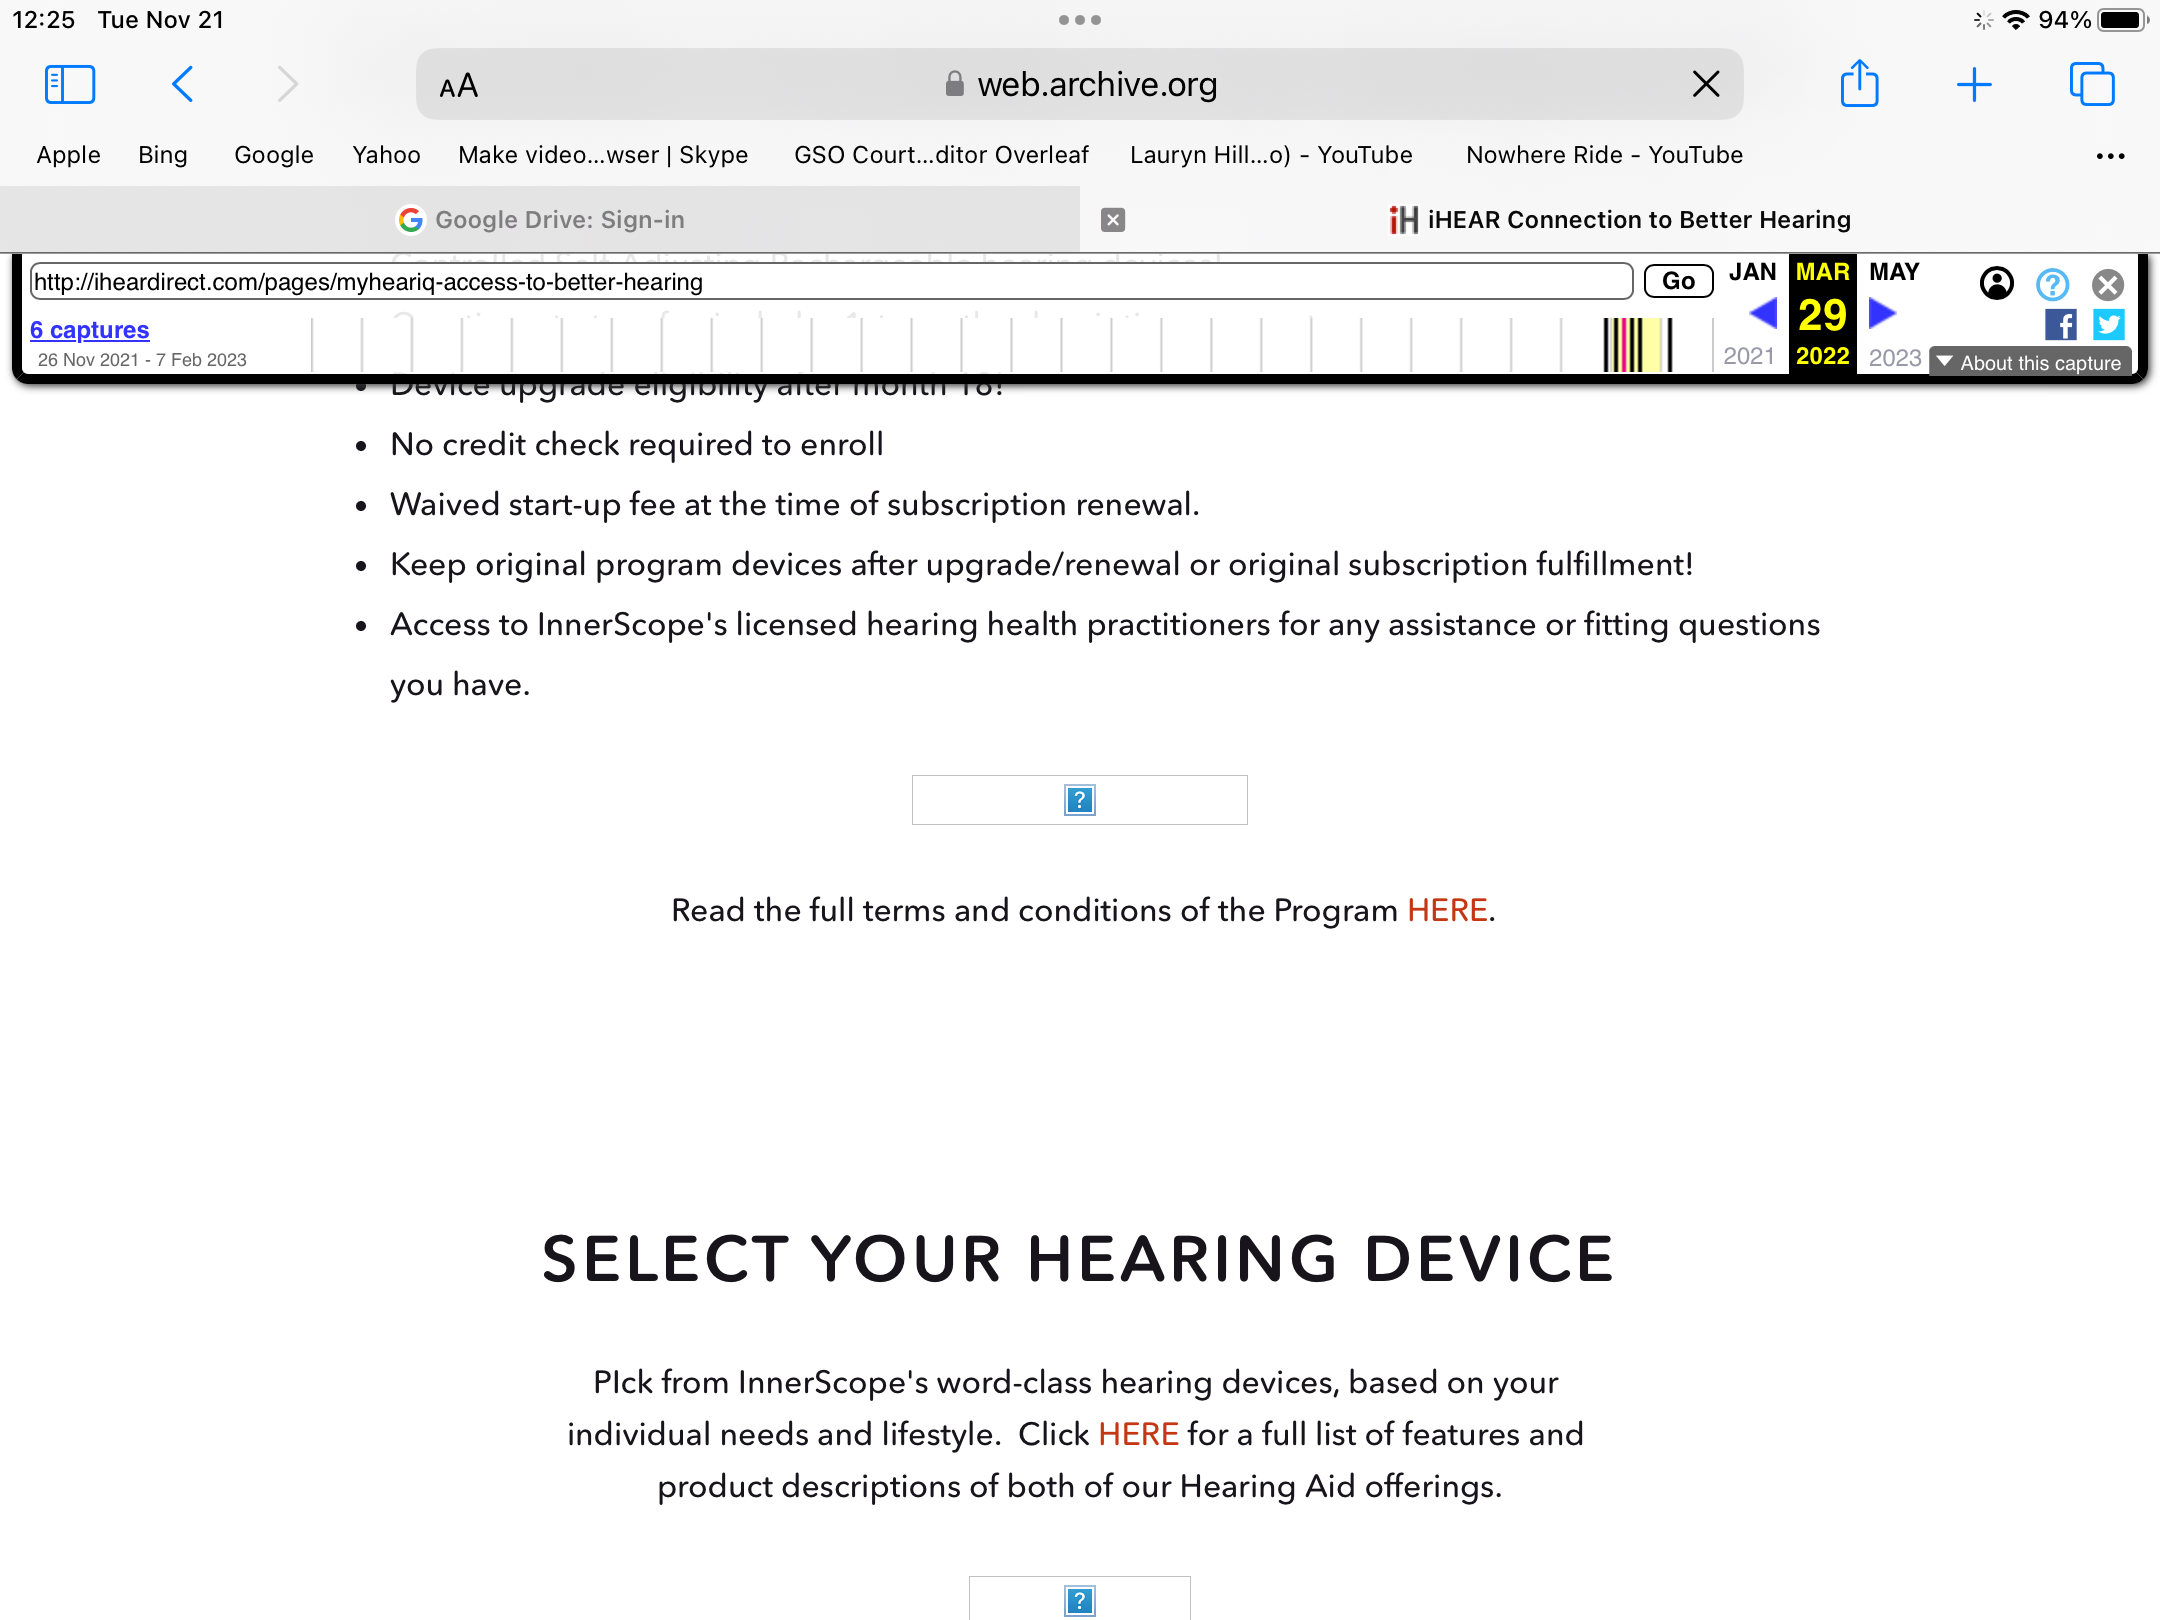 12:25 Tue Nov 21
94%
AA
web.archive.org
Apple Bing Google Yahoo Make video...wser | Skype GSO Court...ditor Overleaf Lauryn Hill...o) - YouTube Nowhere Ride - YouTube
Google Drive: Sign-in
iH iHEAR Connection to Better Hearing
http://iheardirect.com/pages/myheariq-access-to-better-hearing
Go
JAN MAR MAY
6 captures
29
26 Nov 2021 - 7 Feb 2023
2021 2022 2023
About this capture
• Device upgrade eligibility after month 18!
• No credit check required to enroll
• Waived start-up fee at the time of subscription renewal.
• Keep original program devices after upgrade/renewal or original subscription fulfillment!
• Access to InnerScope's licensed hearing health practitioners for any assistance or fitting questions
you have.
Read the full terms and conditions of the Program HERE.
SELECT YOUR HEARING DEVICE
PIck from InnerScope's word-class hearing devices, based on your
individual needs and lifestyle.  Click HERE for a full list of features and
product descriptions of both of our Hearing Aid offerings.